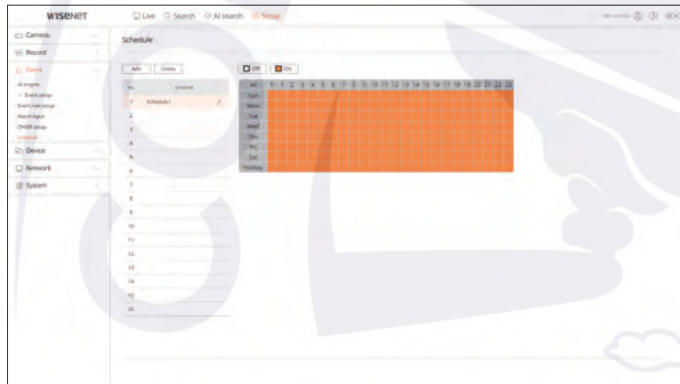 WISENET
Live Search AI search Setup
Camera
Record
Event
AI engine
Event setup
Event rule setup
Alarm input
ONVIF setup
Schedule
Device
Network
System
Schedule
Add Delete
Off On
No. Schedule
1 Schedule1
2
3
4
5
6
7
8
9
10
11
12
13
14
15
16
All 0 1 2 3 4 5 6 7 8 9 10 11 12 13 14 15 16 17 18 19 20 21 22 23
Sun
Mon
Tue
Wed
Thu
Fri
Sat
Holiday